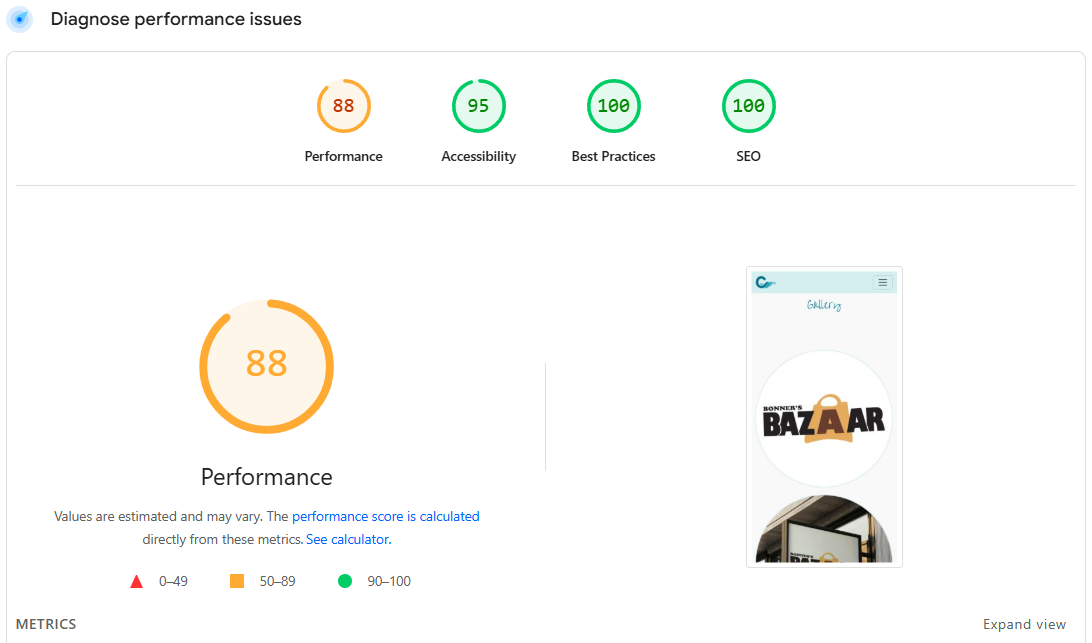 Diagnose performance issues
88
95
100
100
Performance
Accessibility
Best Practices
SEO
88
Performance
Values are estimated and may vary. The performance score is calculated
directly from these metrics. See calculator.
0–49
50–89
90–100
Gallery
BONNER'S
BAZAAR
BONNER'S
METRICS
Expand view